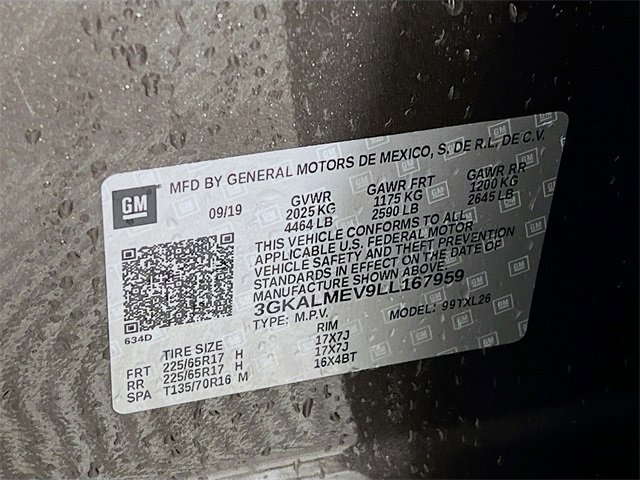 GM
MFD BY GENERAL MOTORS DE MEXICO, S. DE R.L. DE C.V.
09/19 GVWR GAWR FRT GAWR RR
2025 KG 1175 KG 1200 KG
4464 LB 2590 LB 2645 LB
THIS VEHICLE CONFORMS TO ALL
APPLICABLE U.S. FEDERAL MOTOR
VEHICLE SAFETY AND THEFT PREVENTION
STANDARDS IN EFFECT ON THE DATE OF
MANUFACTURE SHOWN ABOVE.
3GKALMEV9LL167959
TYPE: M.P.V. MODEL: 99TXL26
634D
TIRE SIZE RIM
FRT 225/65R17 H 17X7J
RR 225/65R17 H 17X7J
SPA T135/70R16 M 16X4BT